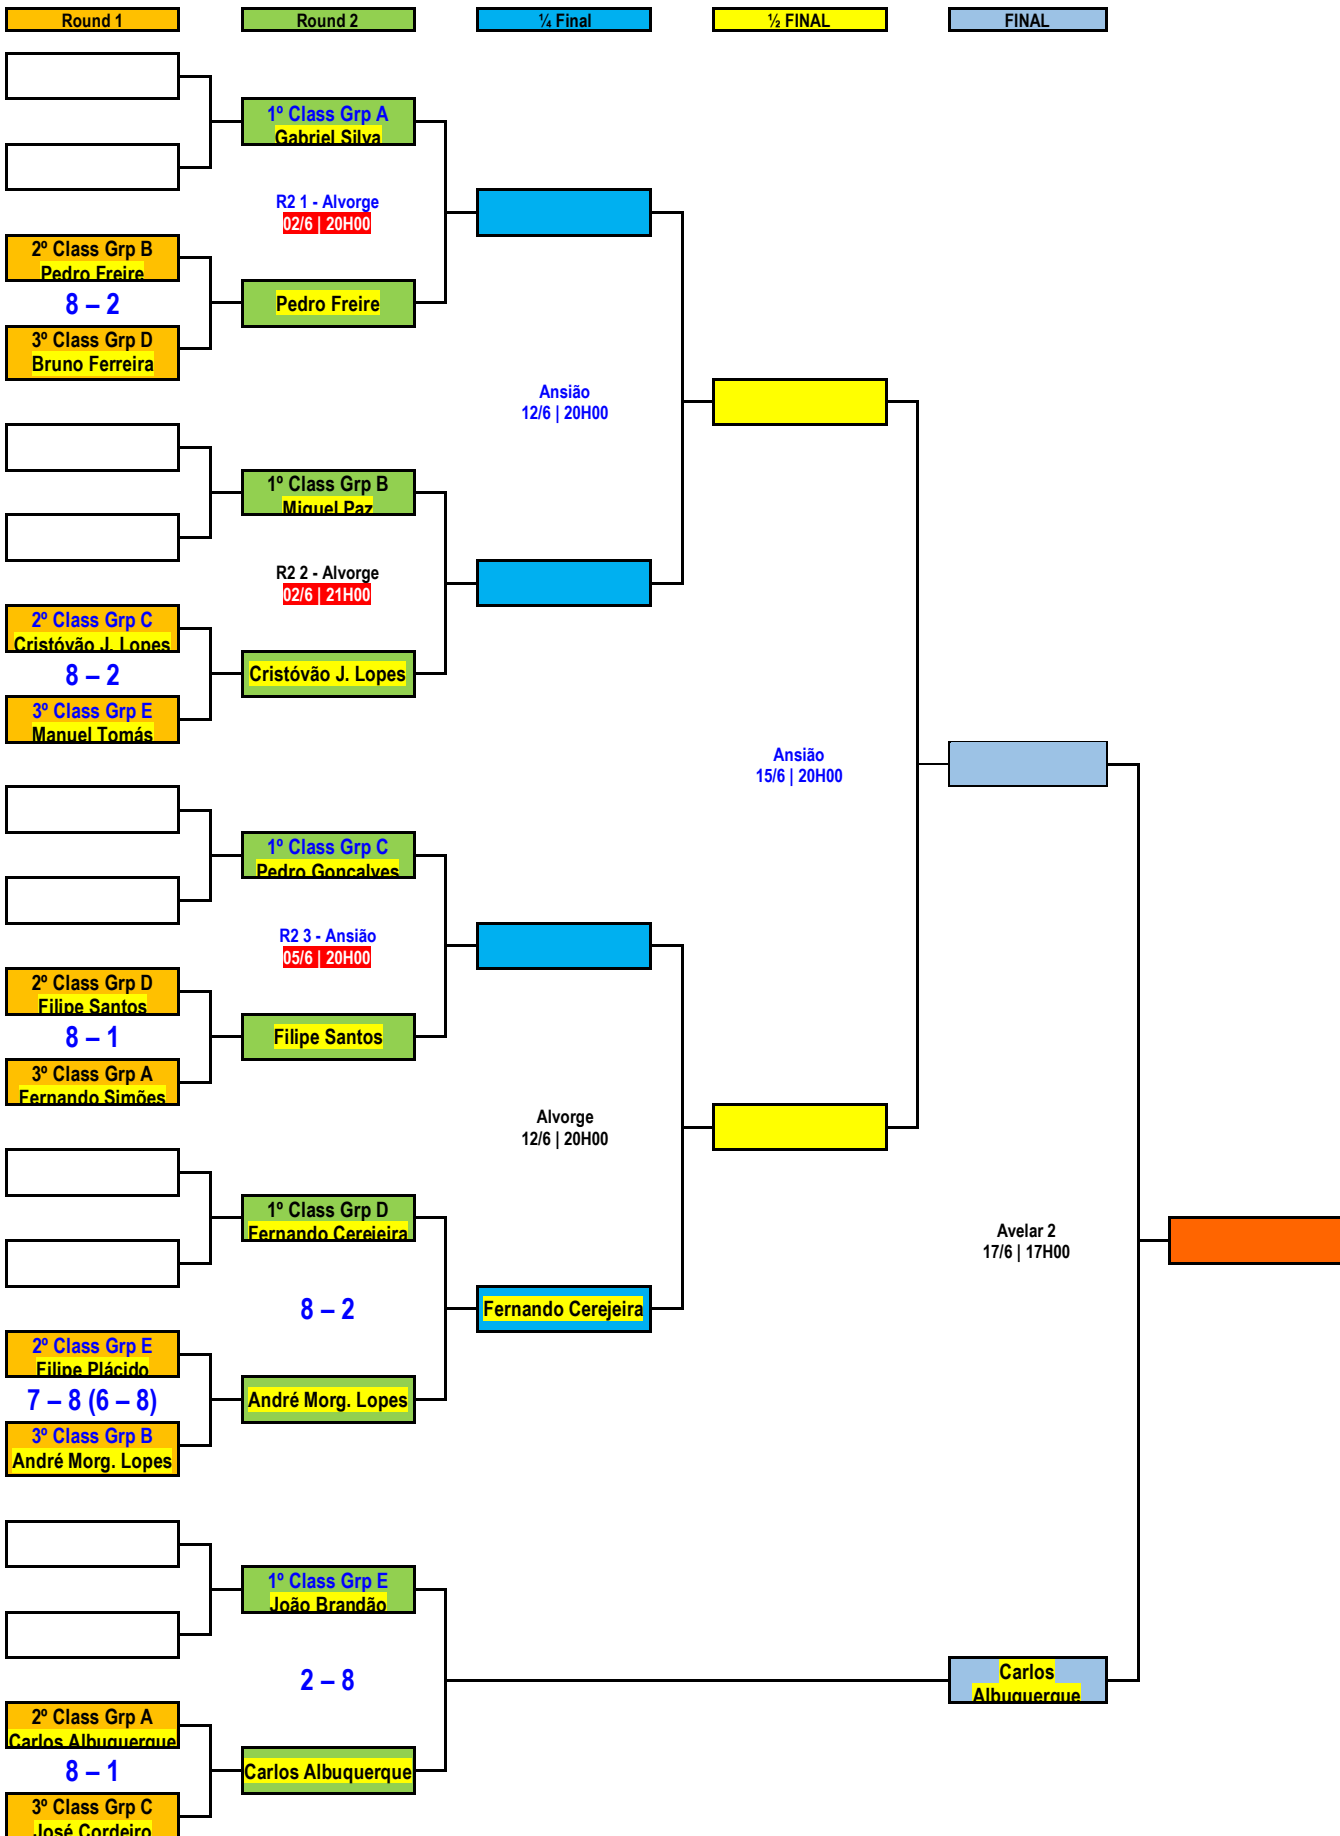 Round 1
Round 2
¼ Final
½ FINAL
FINAL
1º Class Grp A
Gabriel Silva
R2 1 - Alvorge
02/6 | 20H00
2º Class Grp B
Pedro Freire
8 – 2
3º Class Grp D
Bruno Ferreira
Pedro Freire
Ansião
12/6 | 20H00
1º Class Grp B
Miguel Paz
R2 2 - Alvorge
02/6 | 21H00
2º Class Grp C
Cristóvão J. Lopes
8 – 2
3º Class Grp E
Manuel Tomás
Cristóvão J. Lopes
Ansião
15/6 | 20H00
1º Class Grp C
Pedro Gonçalves
R2 3 - Ansião
05/6 | 20H00
2º Class Grp D
Filipe Santos
8 – 1
3º Class Grp A
Fernando Simões
Filipe Santos
Alvorge
12/6 | 20H00
1º Class Grp D
Fernando Cerejeira
8 – 2
Fernando Cerejeira
2º Class Grp E
Filipe Plácido
7 – 8 (6 – 8)
3º Class Grp B
André Morg. Lopes
André Morg. Lopes
Avelar 2
17/6 | 17H00
1º Class Grp E
João Brandão
2 – 8
Carlos
Albuquerque
2º Class Grp A
Carlos Albuquerque
8 – 1
3º Class Grp C
José Cordeiro
Carlos Albuquerque